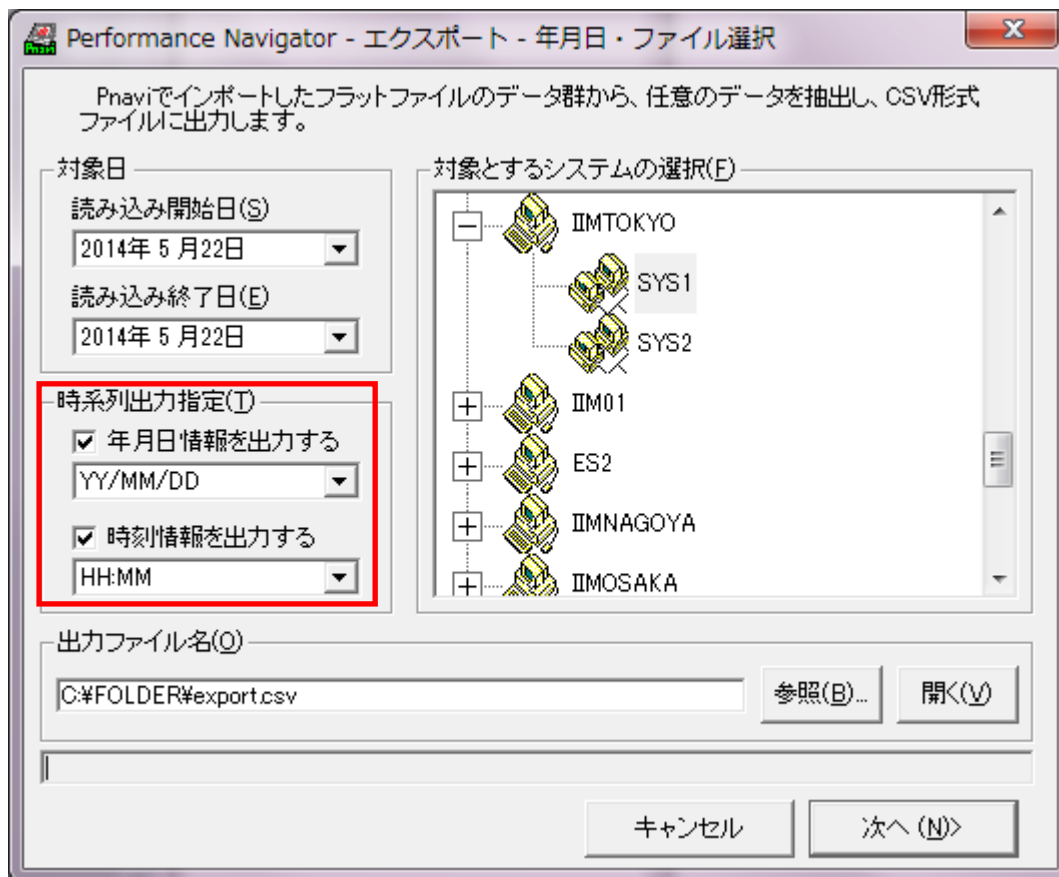 Performance Navigator - エクスポート - 年月日・ファイル選択
Pnaviでインポートしたフラットファイルのデータ群から、任意のデータを抽出し、CSV形式
ファイルに出力します。
対象日
読み込み開始日(S)
2014年 5月22日
読み込み終了日(E)
2014年 5月22日
時系列出力指定(T)
年月日情報を出力する
YY/MM/DD
時刻情報を出力する
HH:MM
対象とするシステムの選択(F)
IIMTOKYO
SYS1
SYS2
IIM01
ES2
IIMNAGOYA
IIMOSAKA
出力ファイル名(O)
C:¥FOLDER¥export.csv
参照(B)...
開く(V)
キャンセル
次へ (N)>